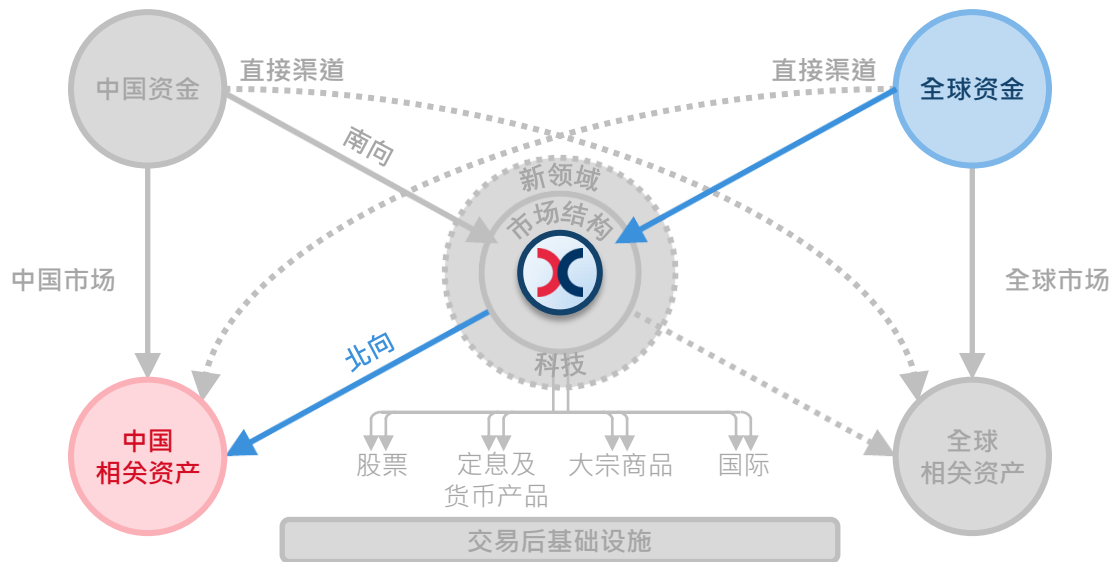 中国资金
直接渠道
直接渠道
全球资金
南向
新领域
市场结构
中国市场
全球市场
北向
科技
中国
相关资产
股票
定息及
货币产品
大宗商品
国际
全球
相关资产
交易后基础设施